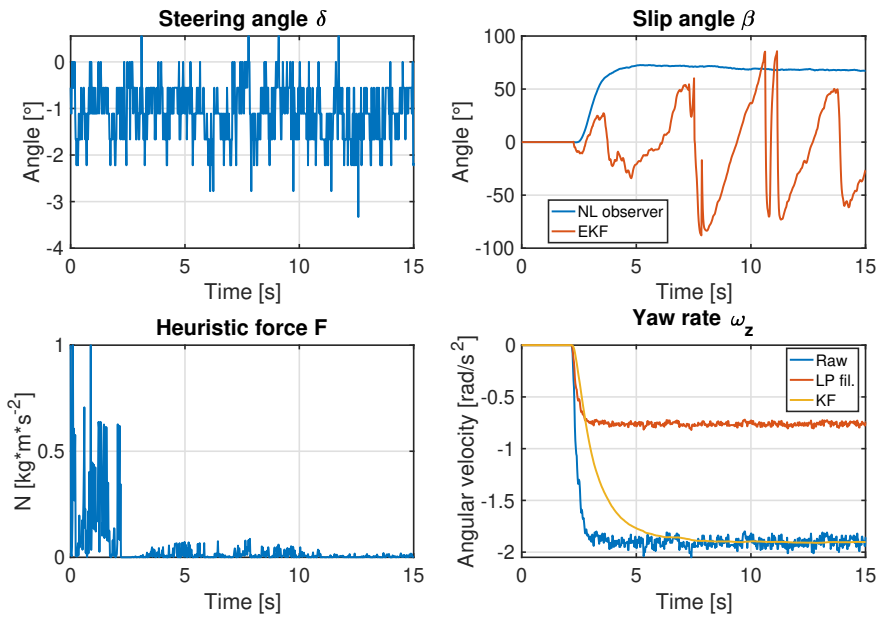 Steering angle δ
Angle [°]
0
-1
-2
-3
-4
0
5
10
15
Time [s]
Slip angle β
Angle [°]
100
50
0
-50
-100
NL observer
EKF
0
5
10
15
Time [s]
Heuristic force F
N [kg*m*s⁻²]
1
0.5
0
0
5
10
15
Time [s]
Yaw rate ω_z
Angular velocity [rad/s²]
0
-0.5
-1
-1.5
-2
Raw
LP fil.
KF
0
5
10
15
Time [s]